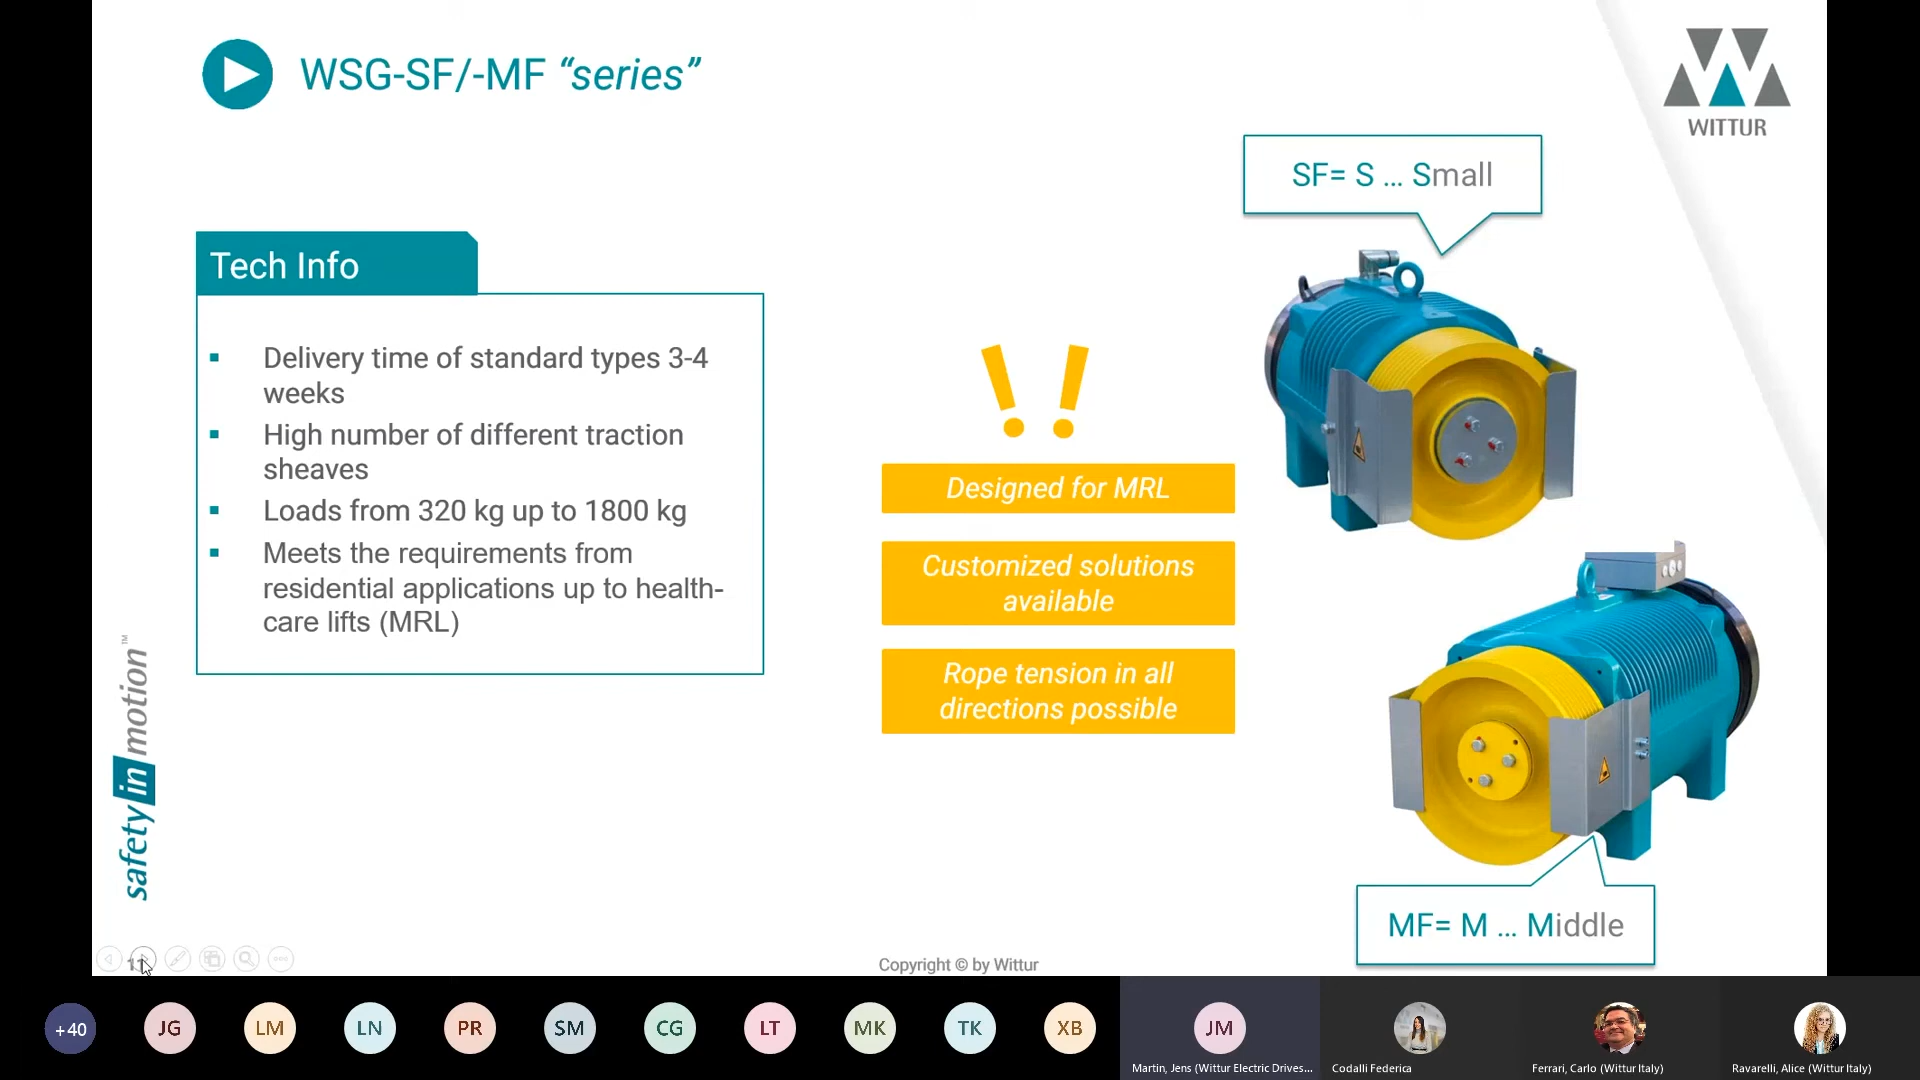 WSG-SF/-MF “series”
WITTUR
SF= S ... Small
Tech Info
Delivery time of standard types 3-4
weeks
High number of different traction
sheaves
Loads from 320 kg up to 1800 kg
Meets the requirements from
residential applications up to health-
care lifts (MRL)
!!
Designed for MRL
Customized solutions
available
Rope tension in all
directions possible
safety in motion™
MF= M ... Middle
Copyright © by Wittur
+40
JG
LM
LN
PR
SM
CG
LT
MK
TK
XB
JM
Martin, Jens (Wittur Electric Drives...
Codalli Federica
Ferrari, Carlo (Wittur Italy)
Ravarelli, Alice (Wittur Italy)